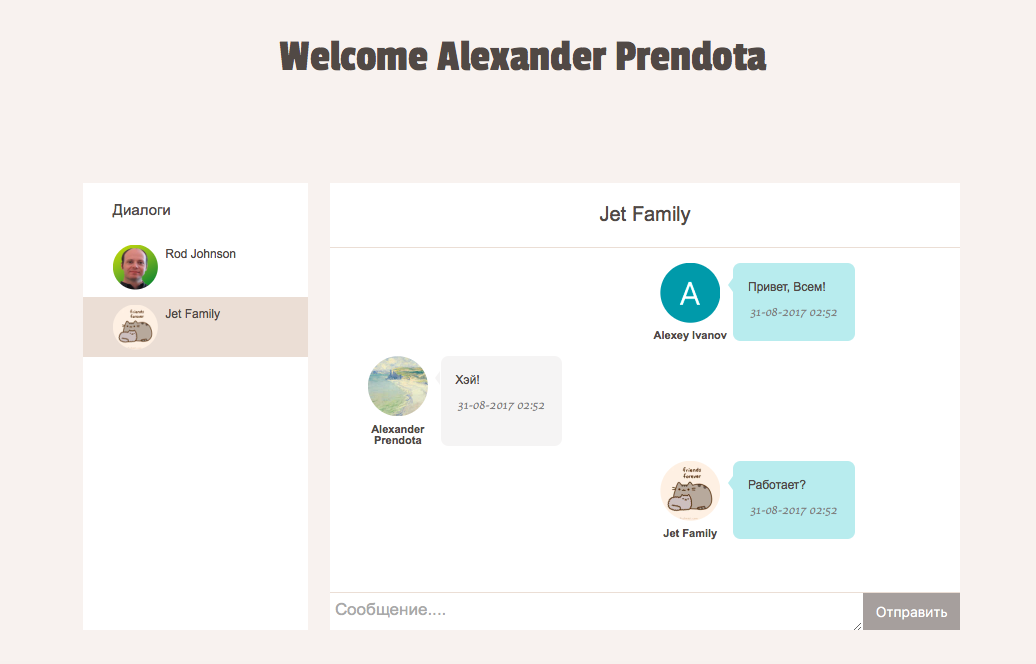 Welcome Alexander Prendota
Диалоги
Rod Johnson
friends
forever
Jet Family
Jet Family
A
Alexey Ivanov
Привет, Всем!
31-08-2017 02:52
Alexander
Prendota
Хэй!
31-08-2017 02:52
friends
forever
Jet Family
Работает?
31-08-2017 02:52
Сообщение....
Отправить